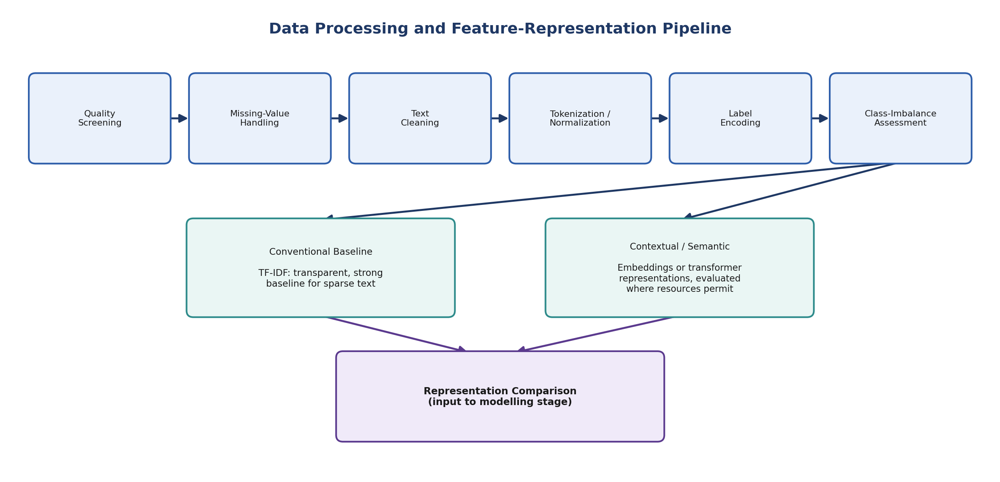 Data Processing and Feature-Representation Pipeline
Quality
Screening
Missing-Value
Handling
Text
Cleaning
Tokenization /
Normalization
Label
Encoding
Class-Imbalance
Assessment
Conventional Baseline
TF-IDF: transparent, strong
baseline for sparse text
Contextual / Semantic
Embeddings or transformer
representations, evaluated
where resources permit
Representation Comparison
(input to modelling stage)